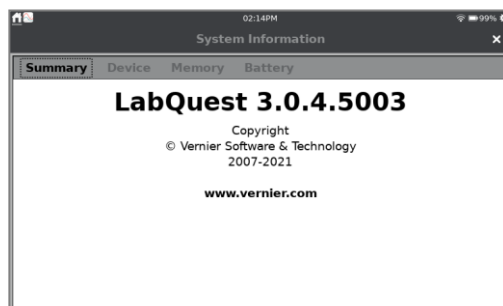 02:14PM
99%
System Information
×
Summary Device Memory Battery
LabQuest 3.0.4.5003
Copyright
© Vernier Software & Technology
2007-2021
www.vernier.com